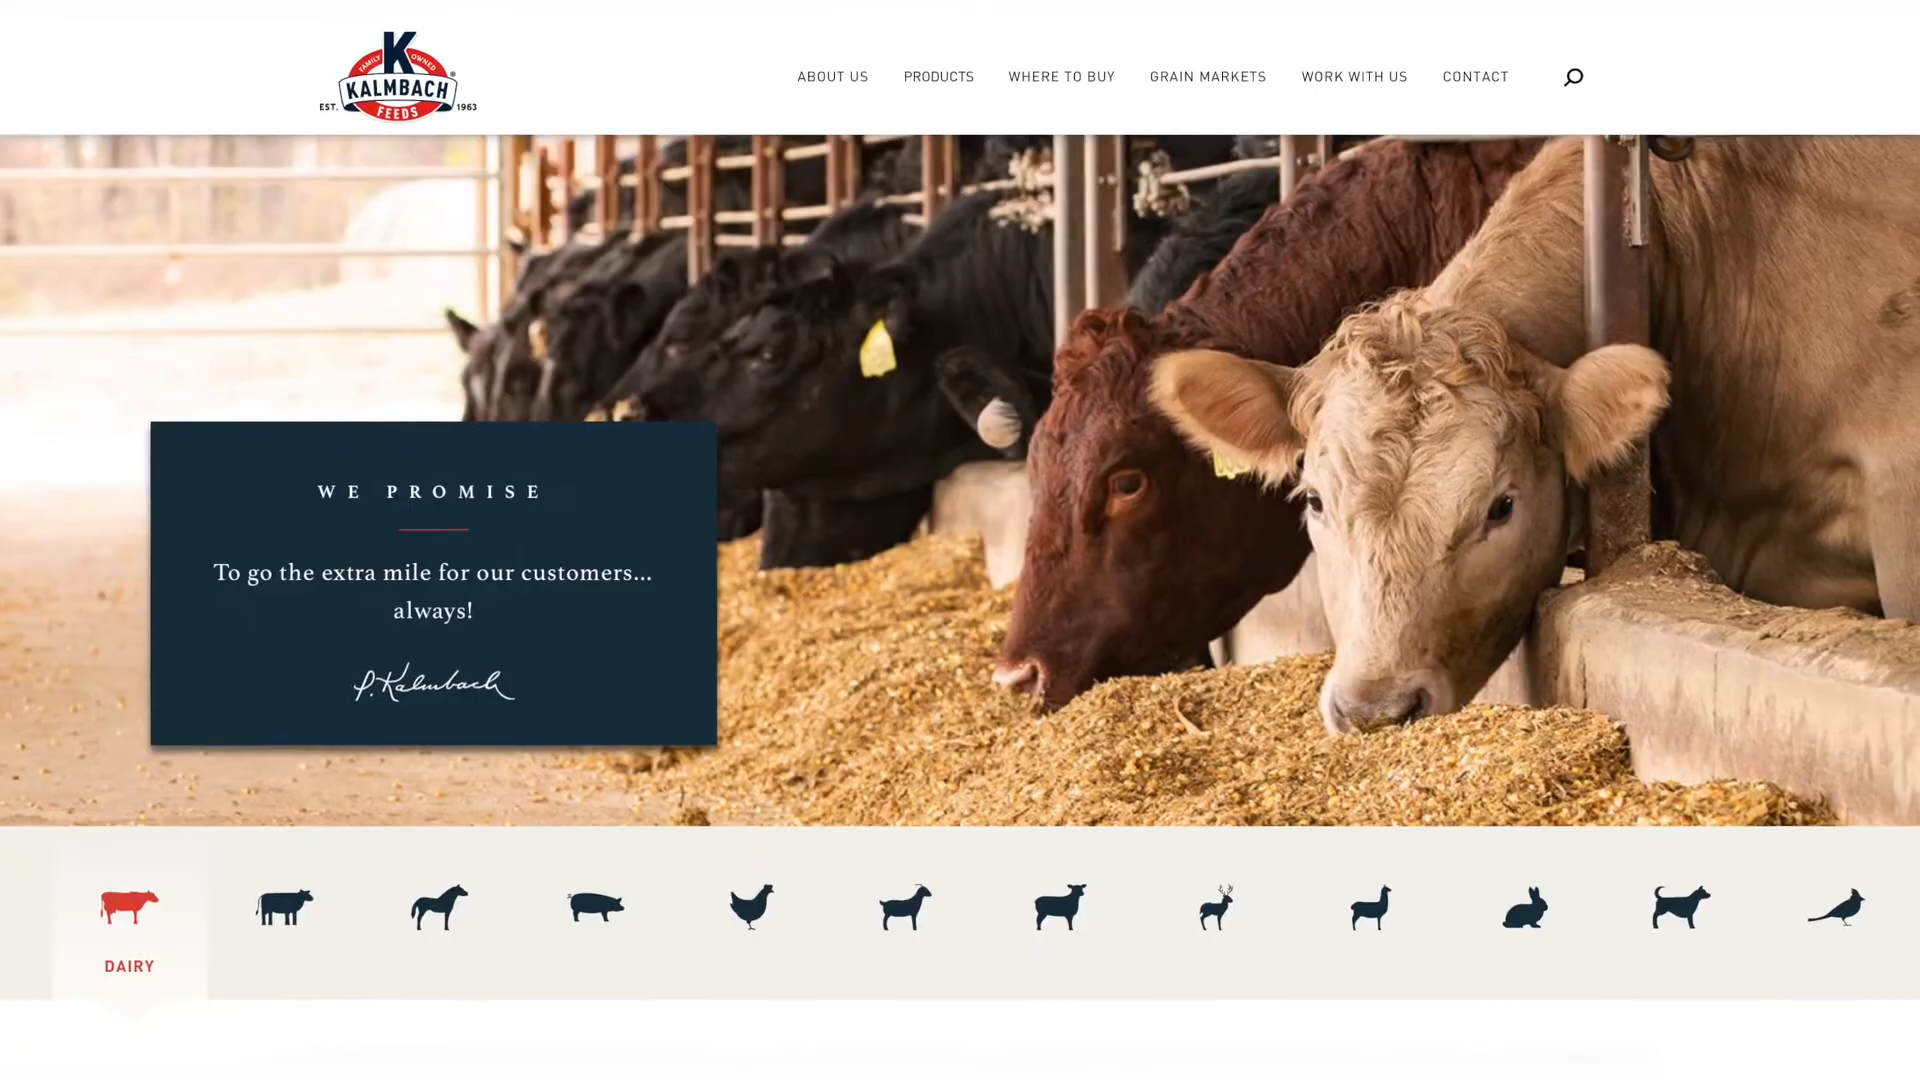 K
FAMILY OWNED
KALMBACH
®
EST. FEEDS 1963
ABOUT US PRODUCTS WHERE TO BUY GRAIN MARKETS WORK WITH US CONTACT
WE PROMISE
To go the extra mile for our customers...
always!
P. Kalmbach
DAIRY